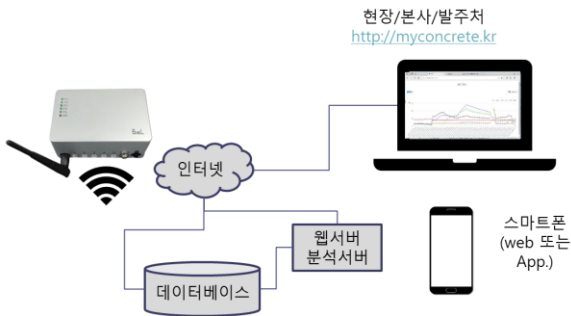 현장/본사/발주처
http://myconcrete.kr
인터넷
웹서버
분석서버
데이터베이스
스마트폰
(web 또는
App.)